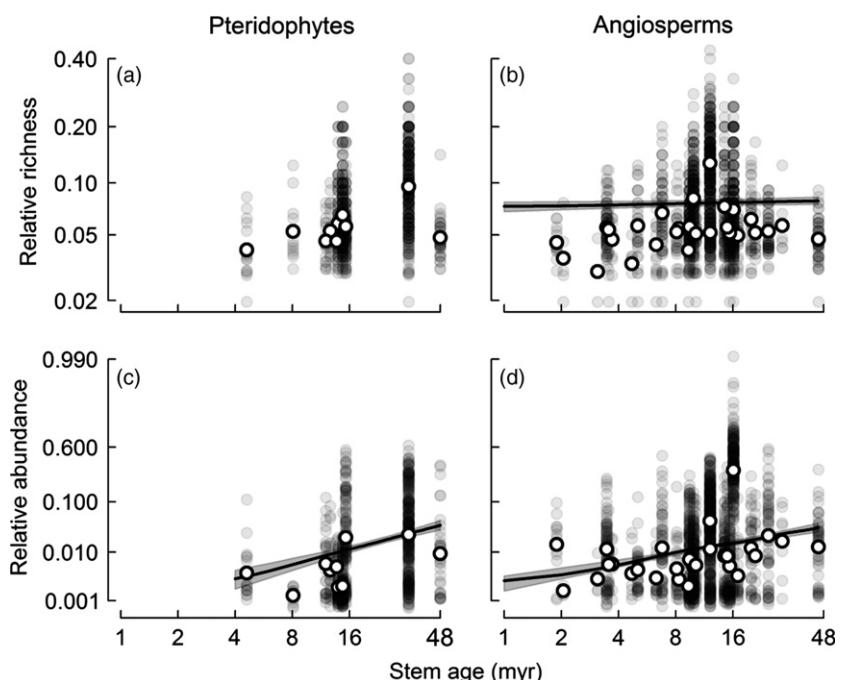 Pteridophytes
Angiosperms
Relative richness
0.40
0.20
0.10
0.05
0.02
(a)
(b)
Relative abundance
0.990
0.600
0.100
0.010
0.001
(c)
(d)
1 2 4 8 16 48
1 2 4 8 16 48
Stem age (myr)